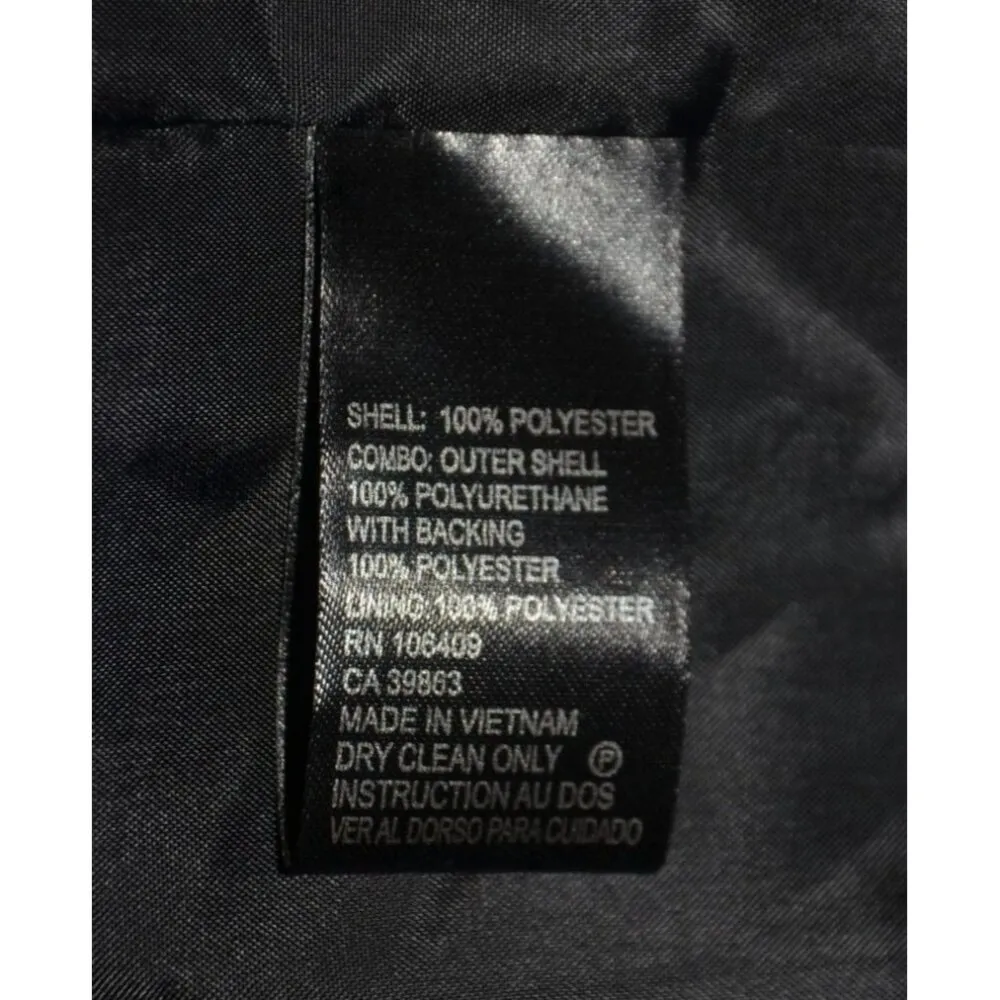 SHELL: 100% POLYESTER
COMBO: OUTER SHELL
100% POLYURETHANE
WITH BACKING
100% POLYESTER
LINING: 100% POLYESTER
RN 106409
CA 39863
MADE IN VIETNAM
DRY CLEAN ONLY Ⓟ
INSTRUCTION AU DOS
VER AL DORSO PARA CUIDADO